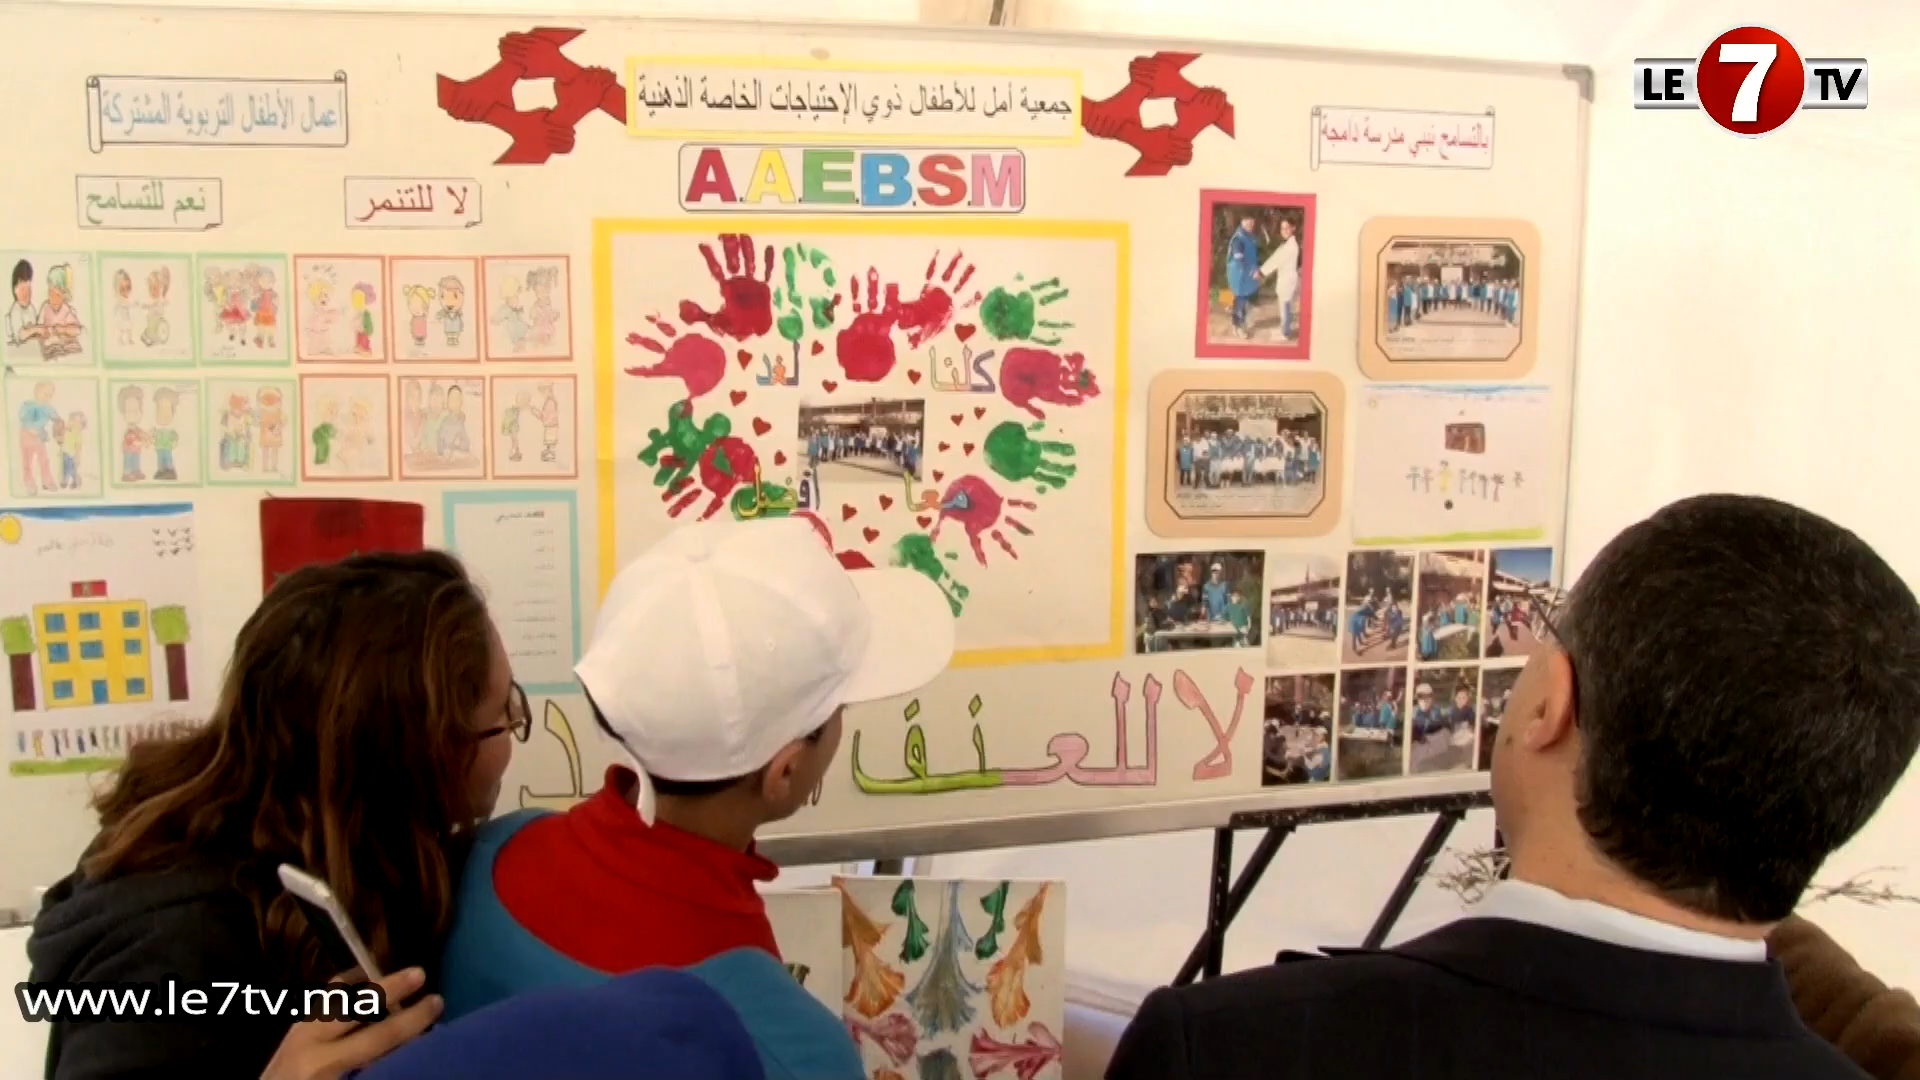 LE 7 TV
جمعية أمل للأطفال ذوي الإحتياجات الخاصة الذهنية
أعمال الأطفال التربوية المشتركة
بالتسامح نبني مدرسة دامجة
A.A.E.B.S.M
لا للتنمر
نعم للتسامح
كلنا
لغد
معا
أفضل
لا للعنف
www.le7tv.ma